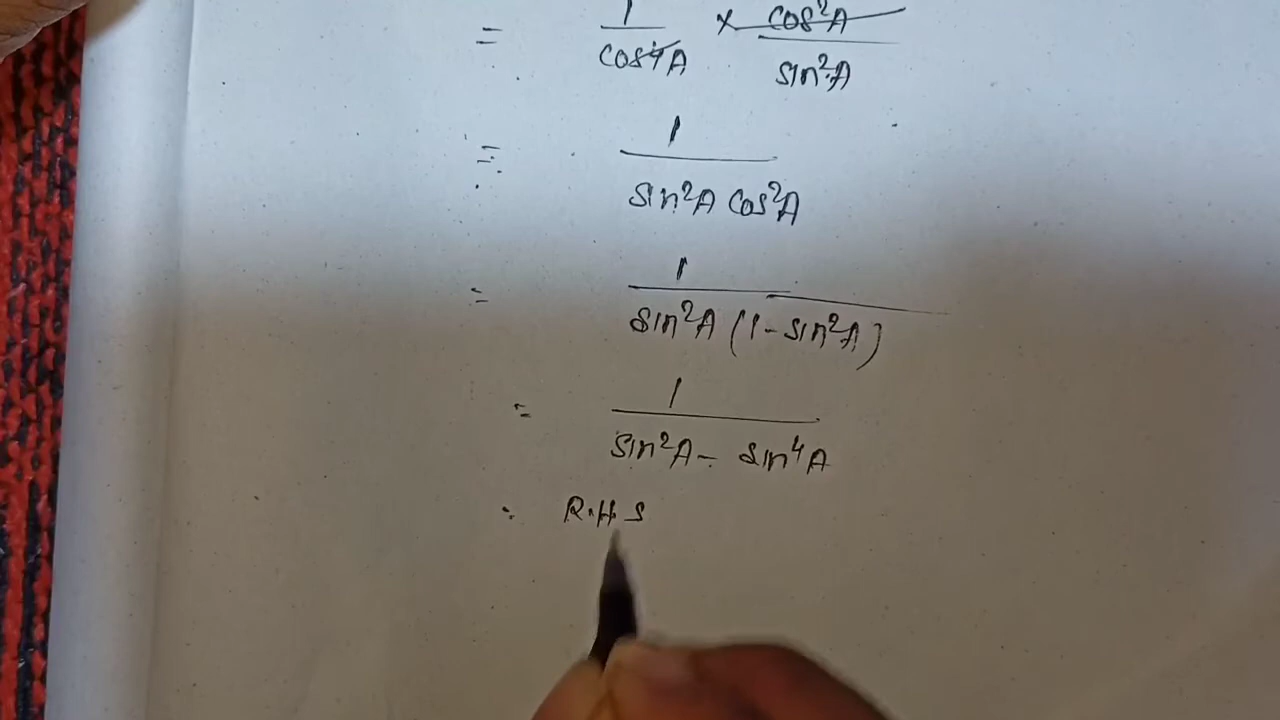 = 1/cos⁴A × cos²A/sin²A
= 1/sin²A cos²A
= 1/sin²A (1 - sin²A)
= 1/sin²A - sin⁴A
: R.H.S